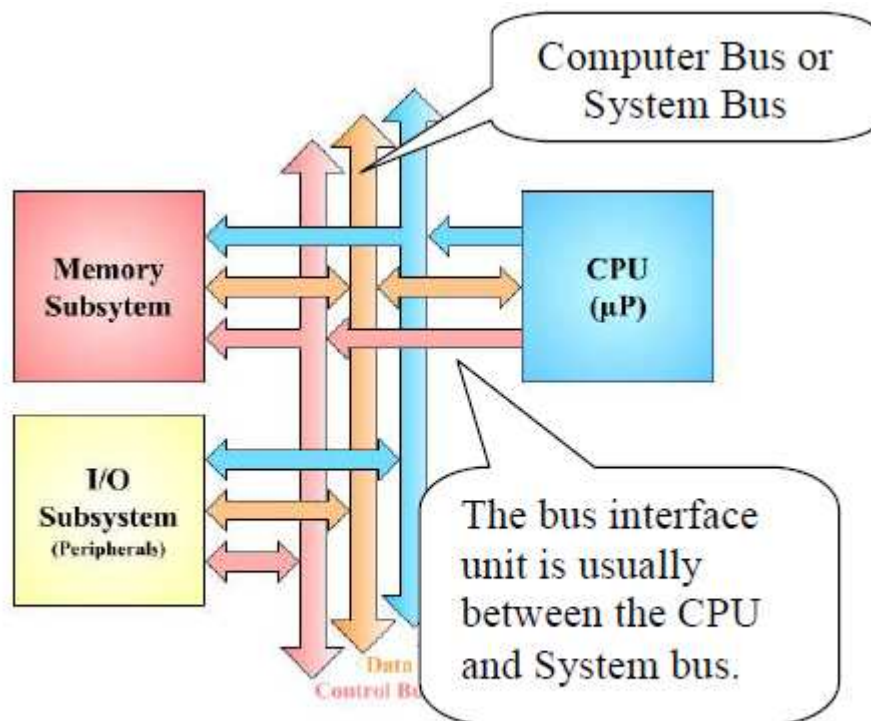 Computer Bus or
System Bus
Memory
Subsytem
CPU
(μP)
I/O
Subsystem
(Peripherals)
The bus interface
unit is usually
between the CPU
and System bus.
Data
Control